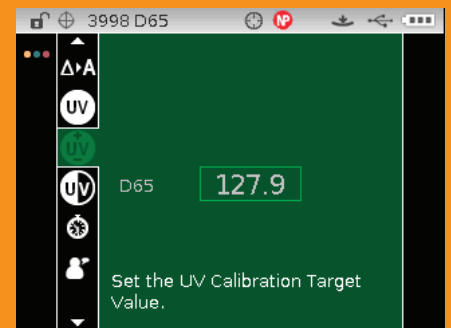 3998 D65
NP
Δ▸A
UV
UV
UV
D65 127.9
Set the UV Calibration Target
Value.